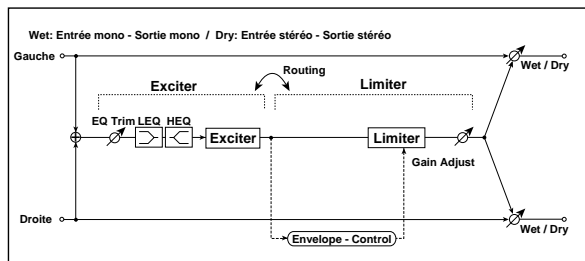 Wet: Entrée mono - Sortie mono / Dry: Entrée stéréo - Sortie stéréo
Gauche
Wet / Dry
Routing
Exciter
Limiter
EQ Trim LEQ HEQ
Exciter
Limiter
Gain Adjust
Droite
Wet / Dry
Envelope - Control